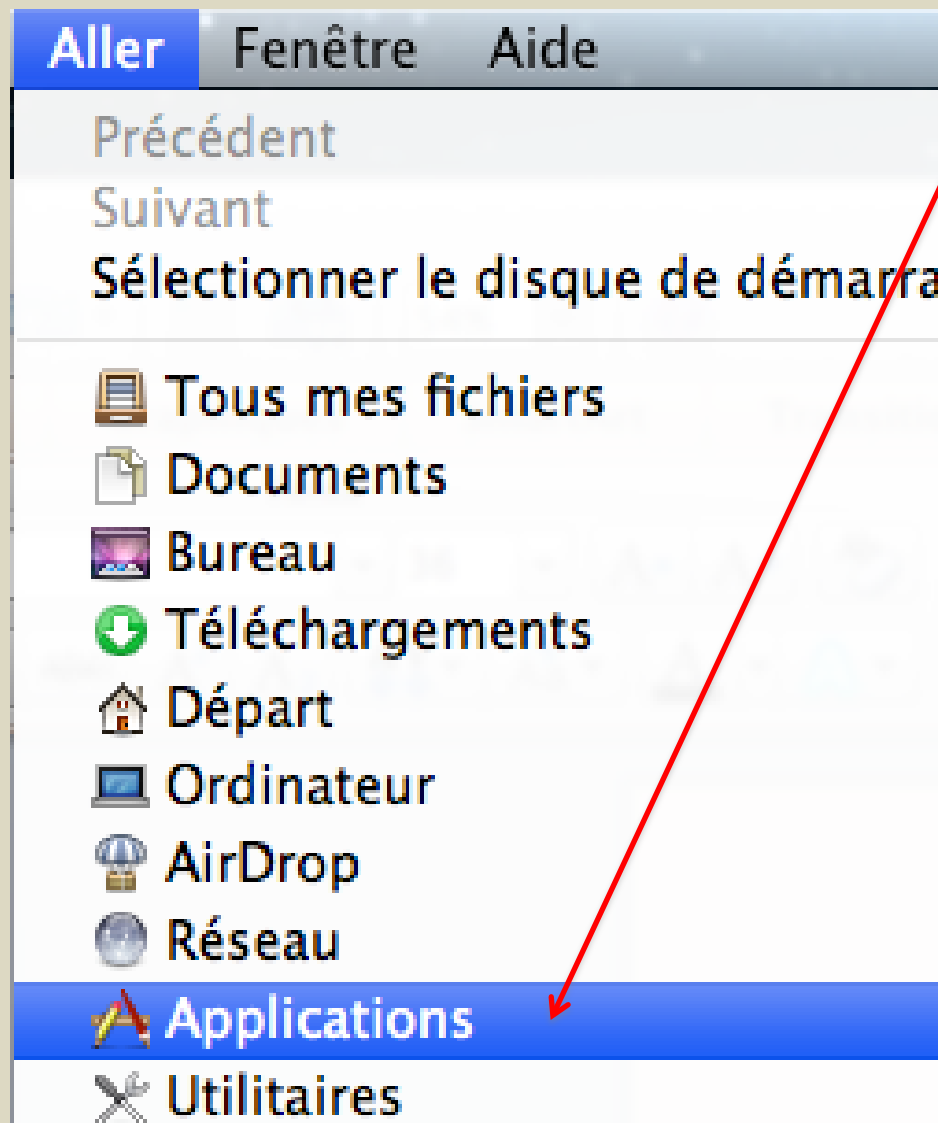 Aller Fenêtre Aide
Précédent
Suivant
Sélectionner le disque de démarra
Tous mes fichiers
Documents
Bureau
Téléchargements
Départ
Ordinateur
AirDrop
Réseau
Applications
Utilitaires